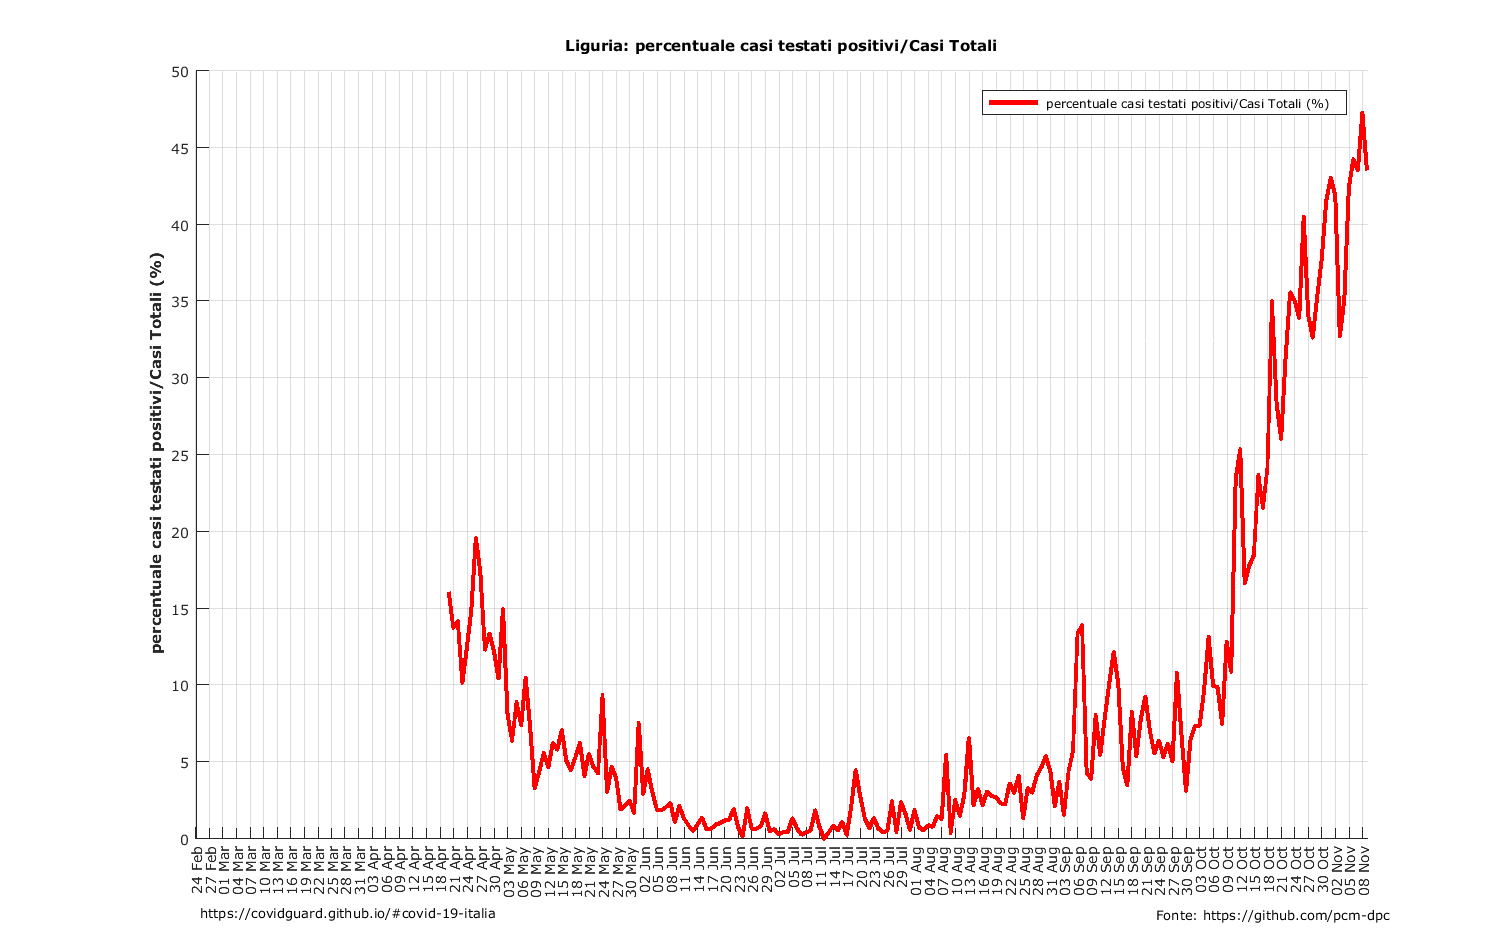 Liguria: percentuale casi testati positivi/Casi Totali
percentuale casi testati positivi/Casi Totali (%)
percentuale casi testati positivi/Casi Totali (%)
50
45
40
35
30
25
20
15
10
5
0
24 Feb
27 Feb
01 Mar
04 Mar
07 Mar
10 Mar
13 Mar
16 Mar
19 Mar
22 Mar
25 Mar
28 Mar
31 Mar
03 Apr
06 Apr
09 Apr
12 Apr
15 Apr
18 Apr
21 Apr
24 Apr
27 Apr
30 Apr
03 May
06 May
09 May
12 May
15 May
18 May
21 May
24 May
27 May
30 May
02 Jun
05 Jun
08 Jun
11 Jun
14 Jun
17 Jun
20 Jun
23 Jun
26 Jun
29 Jun
02 Jul
05 Jul
08 Jul
11 Jul
14 Jul
17 Jul
20 Jul
23 Jul
26 Jul
29 Jul
01 Aug
04 Aug
07 Aug
10 Aug
13 Aug
16 Aug
19 Aug
22 Aug
25 Aug
28 Aug
31 Aug
03 Sep
06 Sep
09 Sep
12 Sep
15 Sep
18 Sep
21 Sep
24 Sep
27 Sep
30 Sep
03 Oct
06 Oct
09 Oct
12 Oct
15 Oct
18 Oct
21 Oct
24 Oct
27 Oct
30 Oct
02 Nov
05 Nov
08 Nov
https://covidguard.github.io/#covid-19-italia
Fonte: https://github.com/pcm-dpc